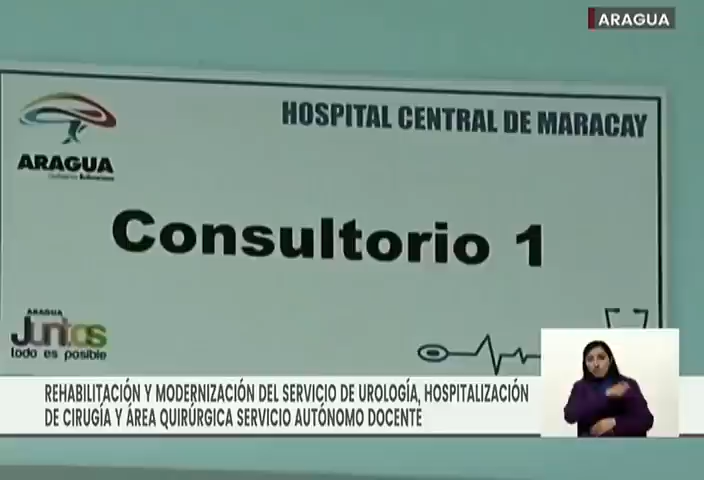 ARAGUA
HOSPITAL CENTRAL DE MARACAY
ARAGUA
Consultorio 1
ARAGUA
Juntos
todo es posible
REHABILITACIÓN Y MODERNIZACIÓN DEL SERVICIO DE UROLOGÍA, HOSPITALIZACIÓN
DE CIRUGÍA Y ÁREA QUIRÚRGICA SERVICIO AUTÓNOMO DOCENTE